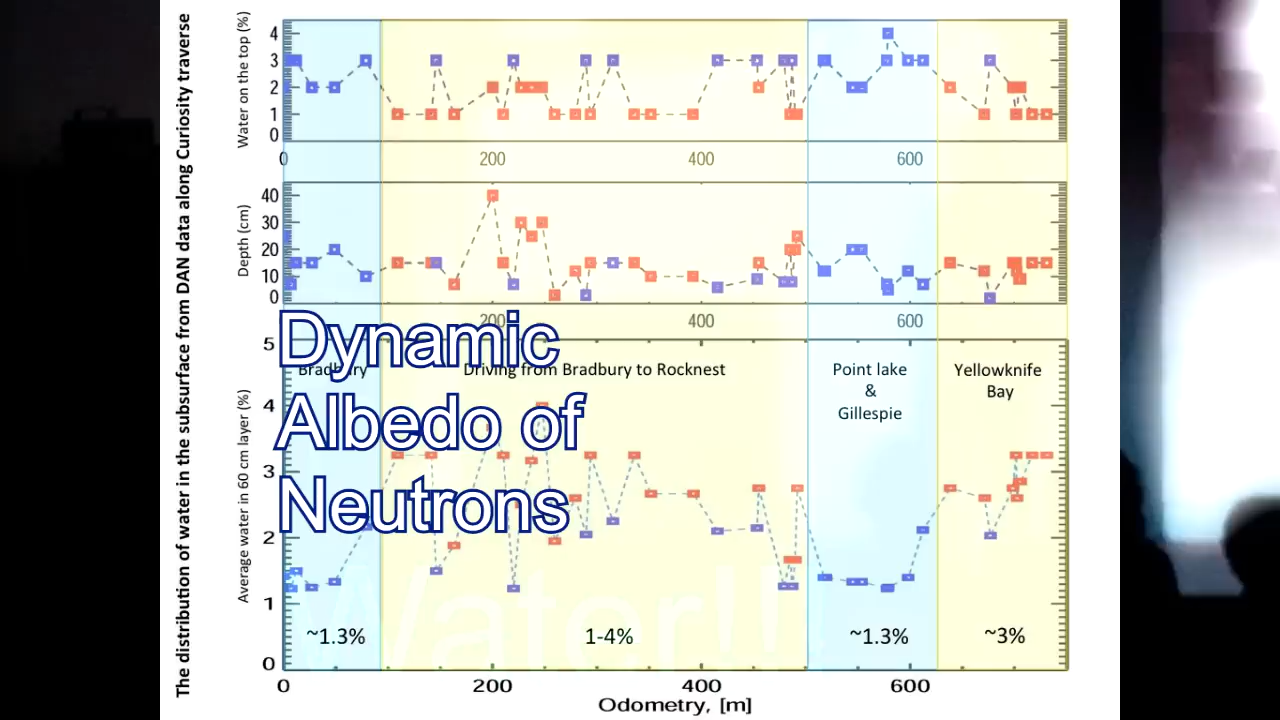 The distribution of water in the subsurface from DAN data along Curiosity traverse
Water on the top (%)
4
3
2
1
0
0
200
400
600
Depth (cm)
40
30
20
10
0
200
400
600
Dynamic
Albedo of
Neutrons
Average water in 60 cm layer (%)
5
4
3
2
1
0
Bradbury
Driving from Bradbury to Rocknest
Point lake
&
Gillespie
Yellowknife
Bay
Water
~1.3%
1-4%
~1.3%
~3%
0
200
400
600
Odometry, [m]